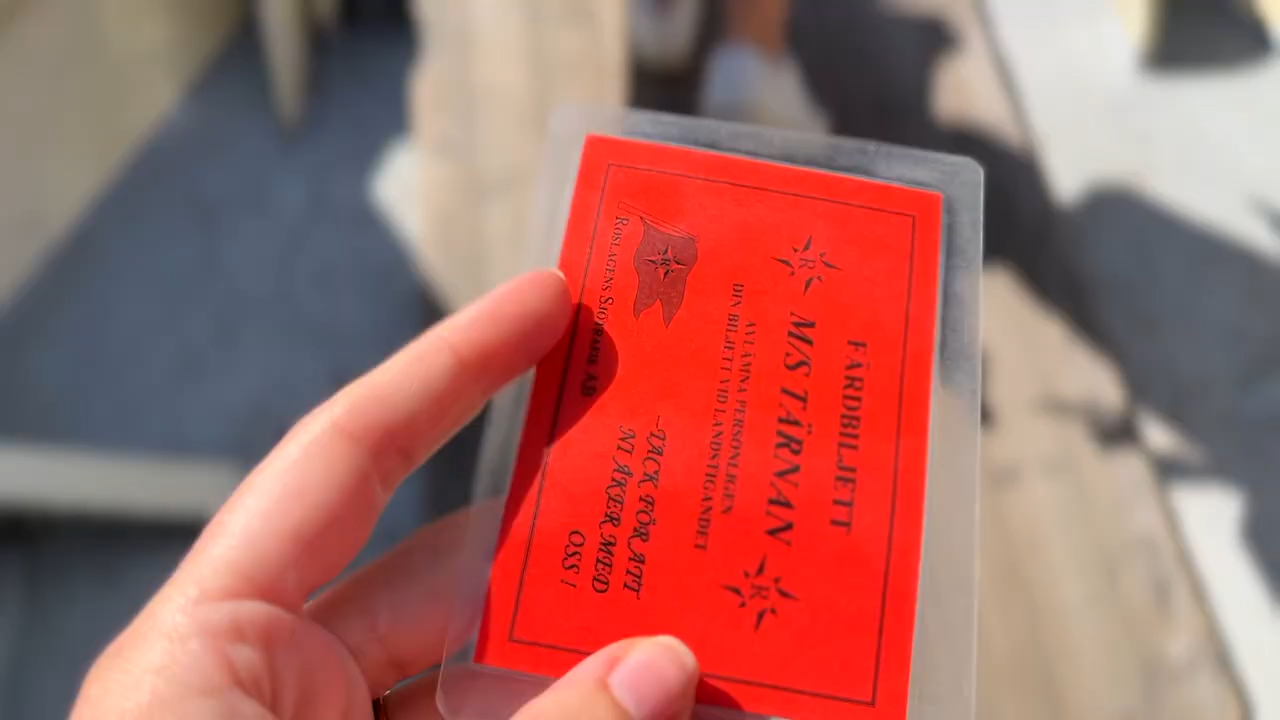 FÄRDBILJETT
M/S TÄRNAN
AVLÄMNA PERSONLIGEN
DIN BILJETT VID LANDSTIGANDET
R
R
R
ROSLAGENS SJÖTRAFIK AB
-TACK FÖR ATT
NI ÅKER MED
OSS!